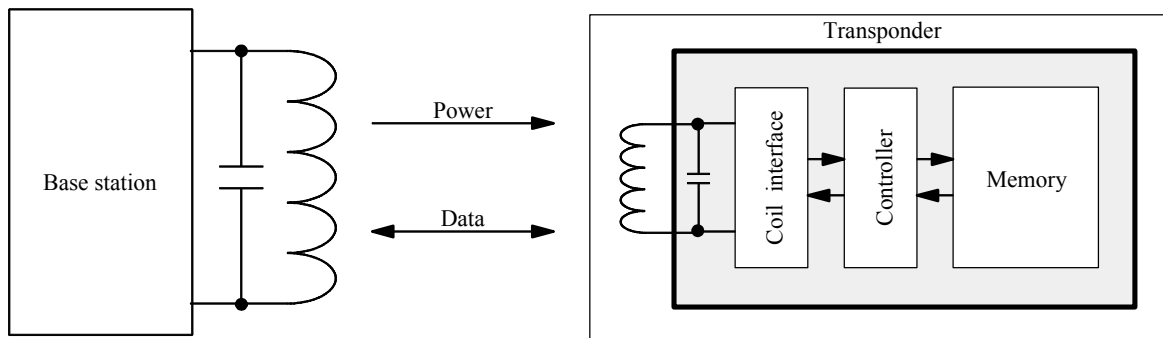 Transponder
Power
Base station
Data
Coil interface
Controller
Memory